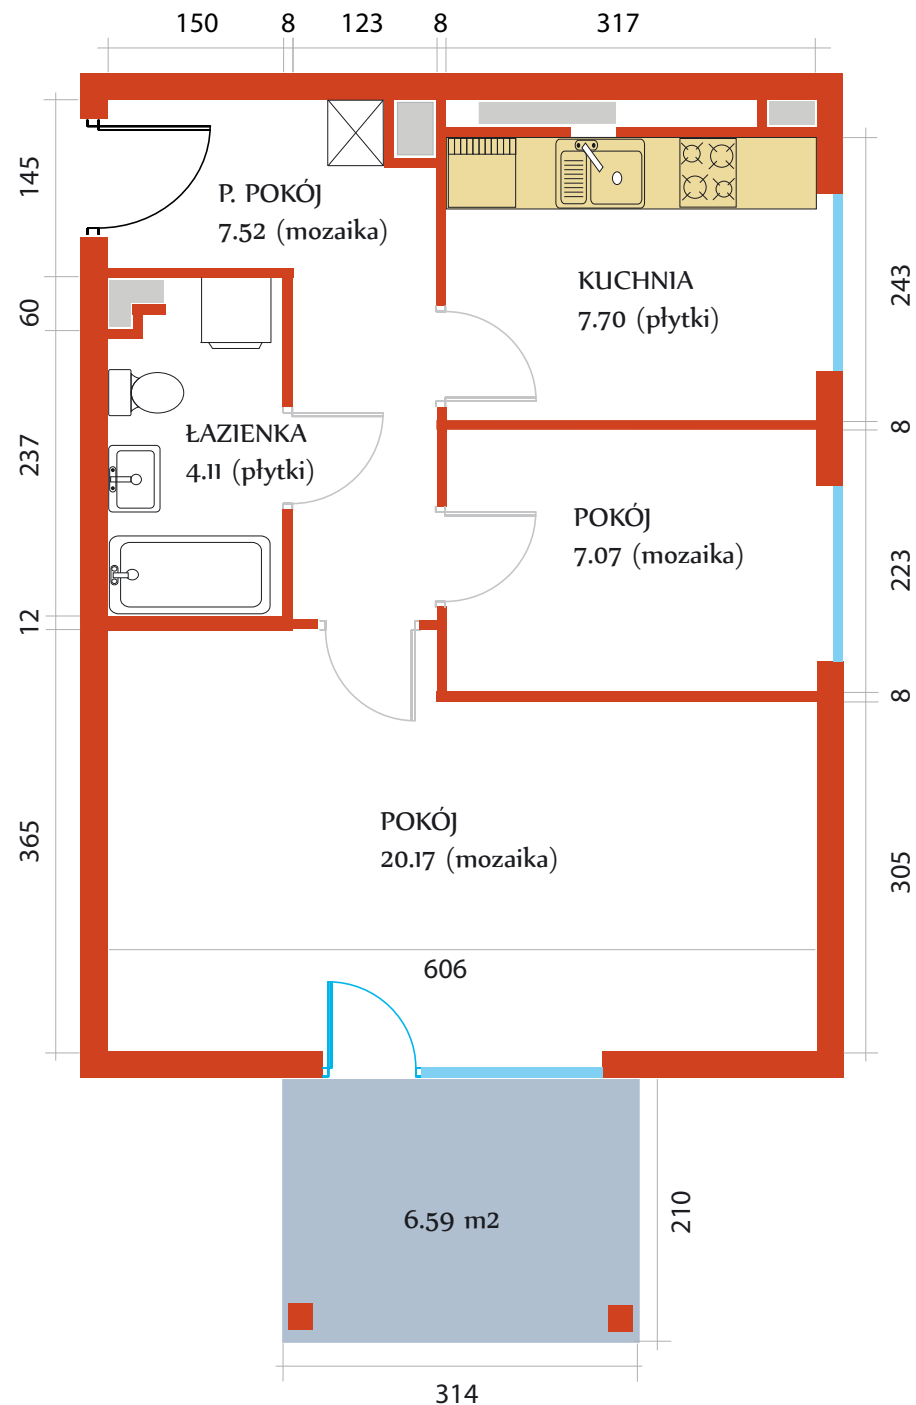 150 8 123 8 317
145
P. POKÓJ
7.52 (mozaika)
KUCHNIA
7.70 (płytki)
243
60
ŁAZIENKA
4.11 (płytki)
237
8
POKÓJ
7.07 (mozaika)
223
12
8
POKÓJ
20.17 (mozaika)
365
305
606
6.59 m2
210
314